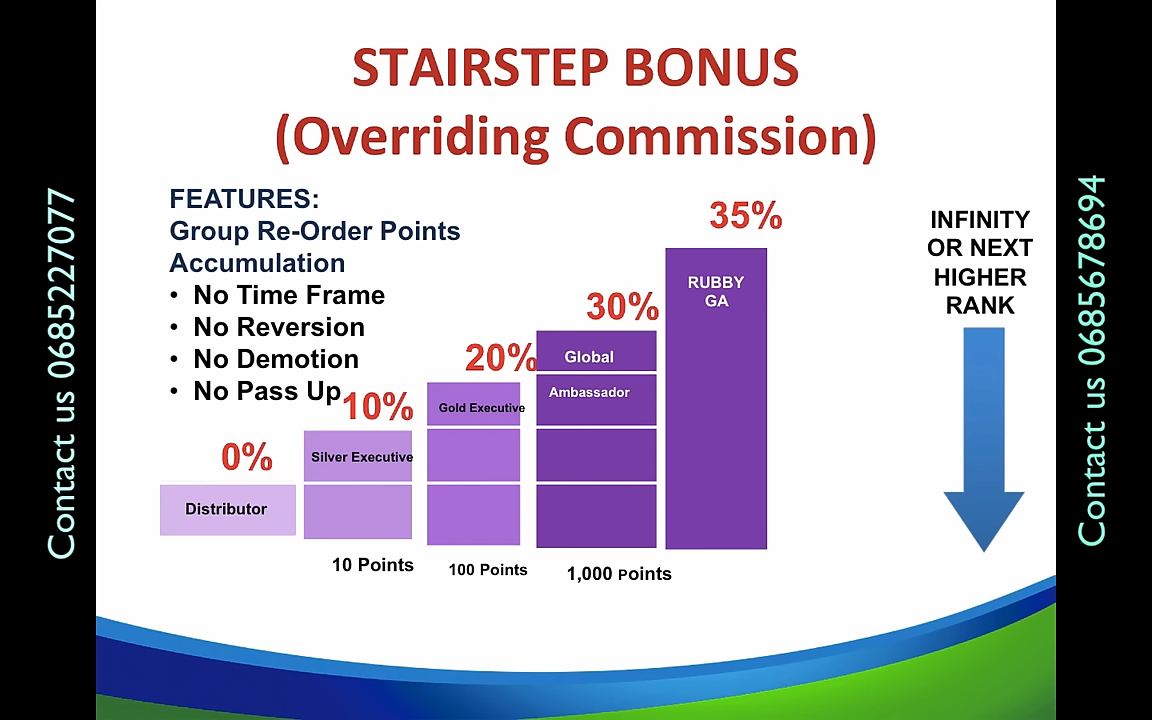 STAIRSTEP BONUS
(Overriding Commission)
FEATURES:
Group Re-Order Points
Accumulation
• No Time Frame
• No Reversion
• No Demotion
• No Pass Up
0%
10%
20%
30%
35%
Distributor
Silver Executive
Gold Executive
Global
Ambassador
RUBBY
GA
10 Points
100 Points
1,000 Points
INFINITY
OR NEXT
HIGHER
RANK
Contact us 0685227077
Contact us 0685678694